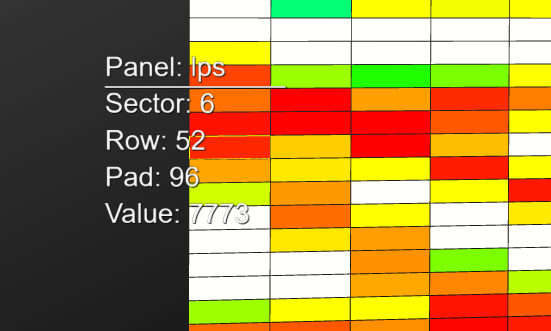 Panel: lps
Sector: 6
Row: 52
Pad: 96
Value: 7773